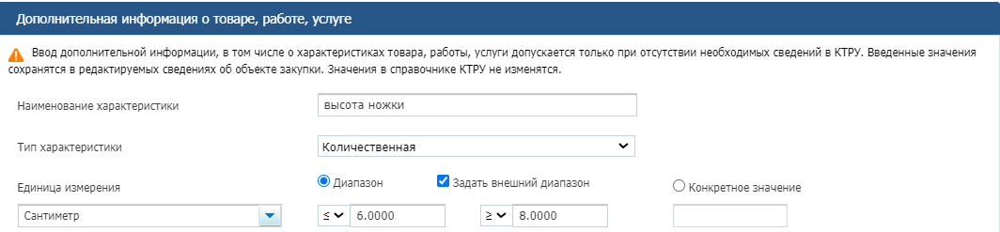 Дополнительная информация о товаре, работе, услуге
Ввод дополнительной информации, в том числе о характеристиках товара, работы, услуги допускается только при отсутствии необходимых сведений в КТРУ. Введенные значения
сохранятся в редактируемых сведениях об объекте закупки. Значения в справочнике КТРУ не изменятся.
Наименование характеристики высота ножки
Тип характеристики Количественная
Единица измерения Диапазон Задать внешний диапазон Конкретное значение
Сантиметр ≤ 6.0000 ≥ 8.0000